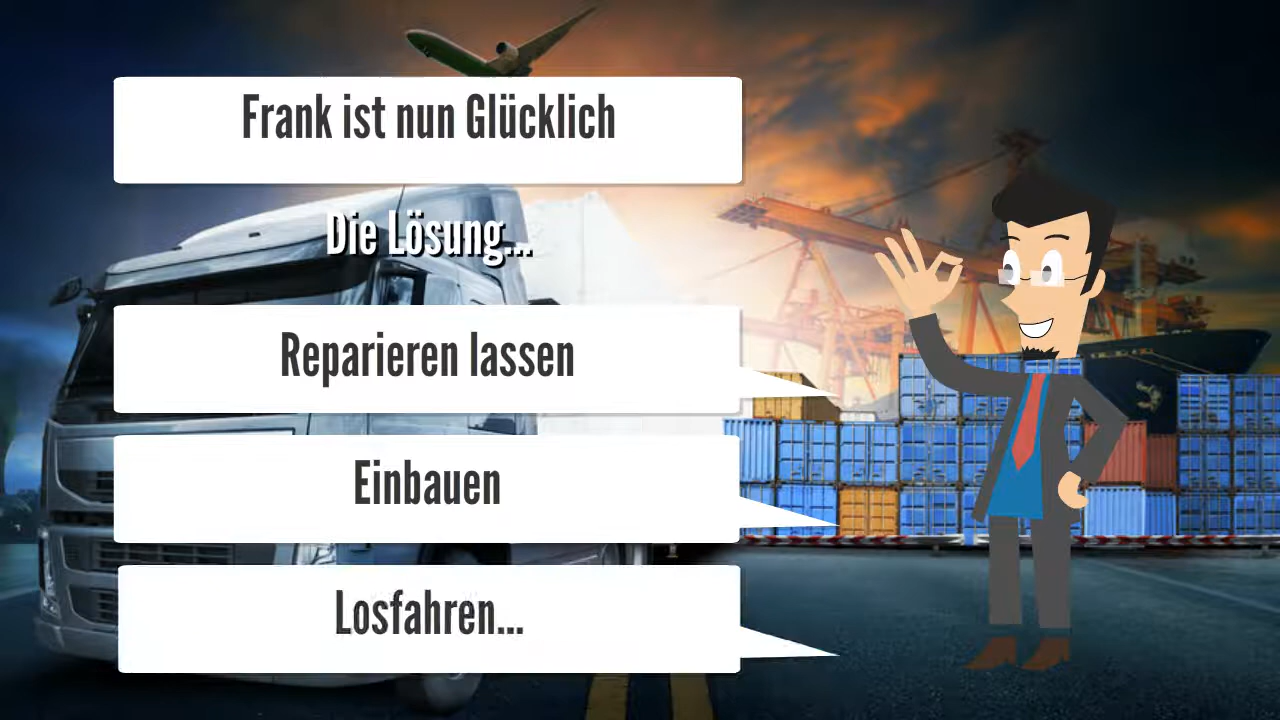 Frank ist nun Glücklich
Die Lösung...
Reparieren lassen
Einbauen
Losfahren...